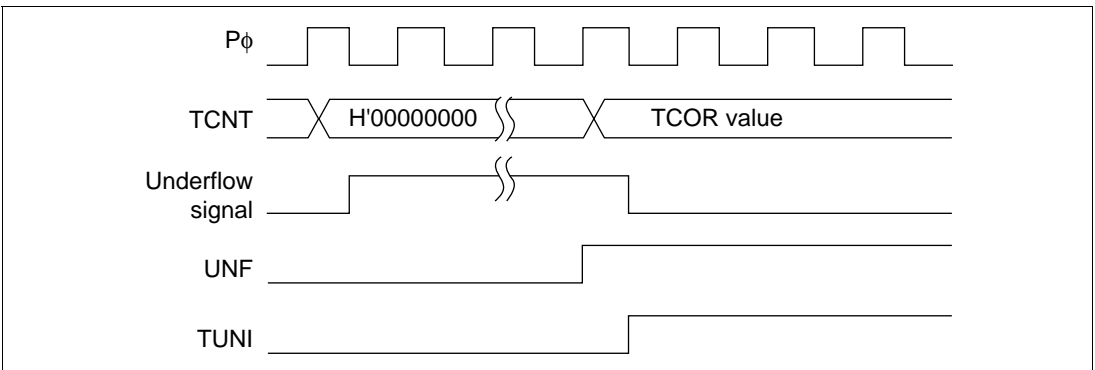 Pϕ
TCNT
H'00000000
TCOR value
Underflow
signal
UNF
TUNI